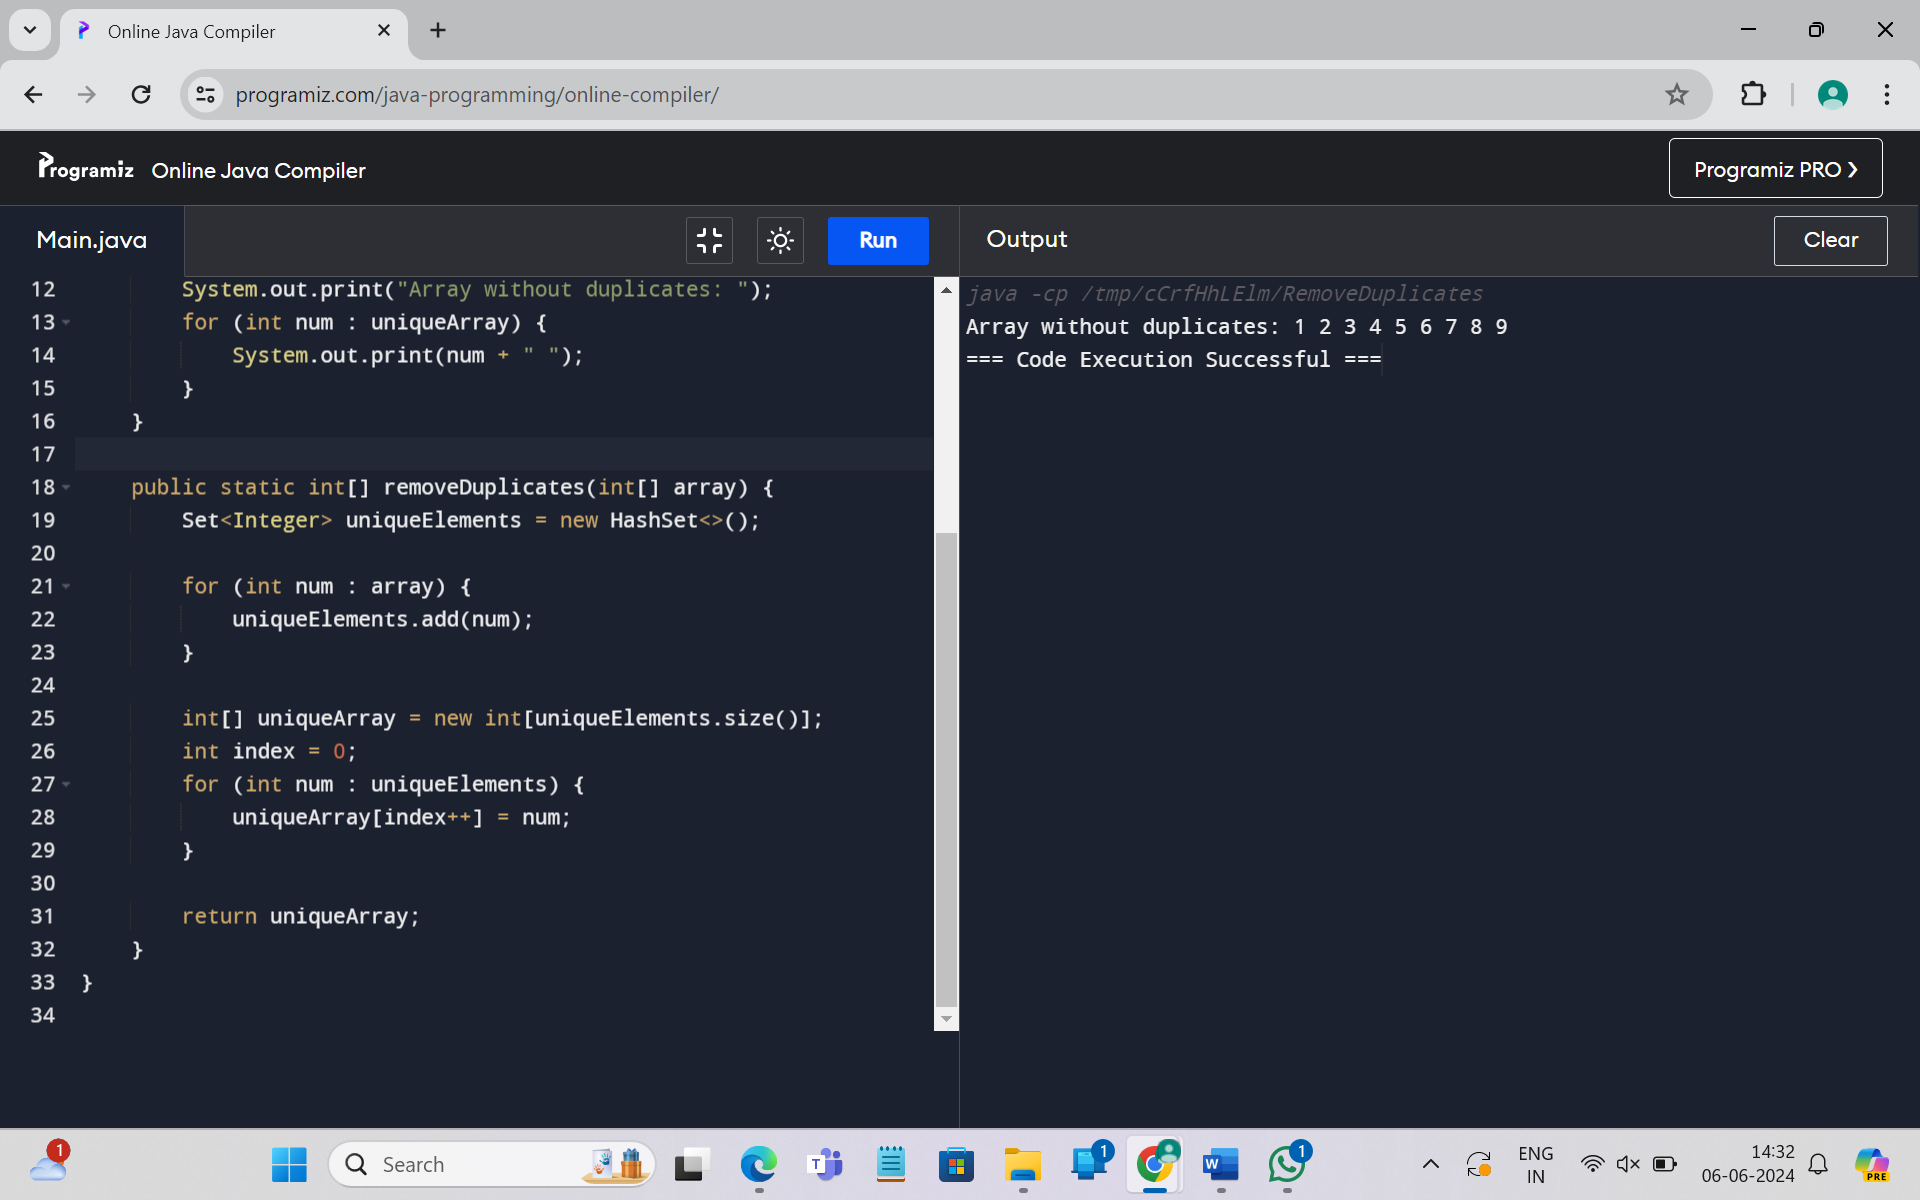 Online Java Compiler
programiz.com/java-programming/online-compiler/
Programiz Online Java Compiler
Programiz PRO ❯
Main.java
Run
Output
Clear
12 System.out.print("Array without duplicates: ");
13 for (int num : uniqueArray) {
14 System.out.print(num + " ");
15 }
16 }
17
18 public static int[] removeDuplicates(int[] array) {
19 Set<Integer> uniqueElements = new HashSet<>();
20
21 for (int num : array) {
22 uniqueElements.add(num);
23 }
24
25 int[] uniqueArray = new int[uniqueElements.size()];
26 int index = 0;
27 for (int num : uniqueElements) {
28 uniqueArray[index++] = num;
29 }
30
31 return uniqueArray;
32 }
33 }
34
java -cp /tmp/cCrfHhLElm/RemoveDuplicates
Array without duplicates: 1 2 3 4 5 6 7 8 9
=== Code Execution Successful ===
1
Search
T
1
W
1
ENG
IN
14:32
06-06-2024
PRE